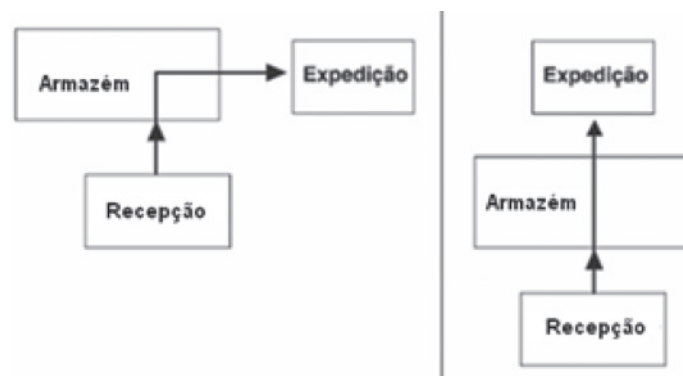 Armazém
Expedição
Recepção
Expedição
Armazém
Recepção